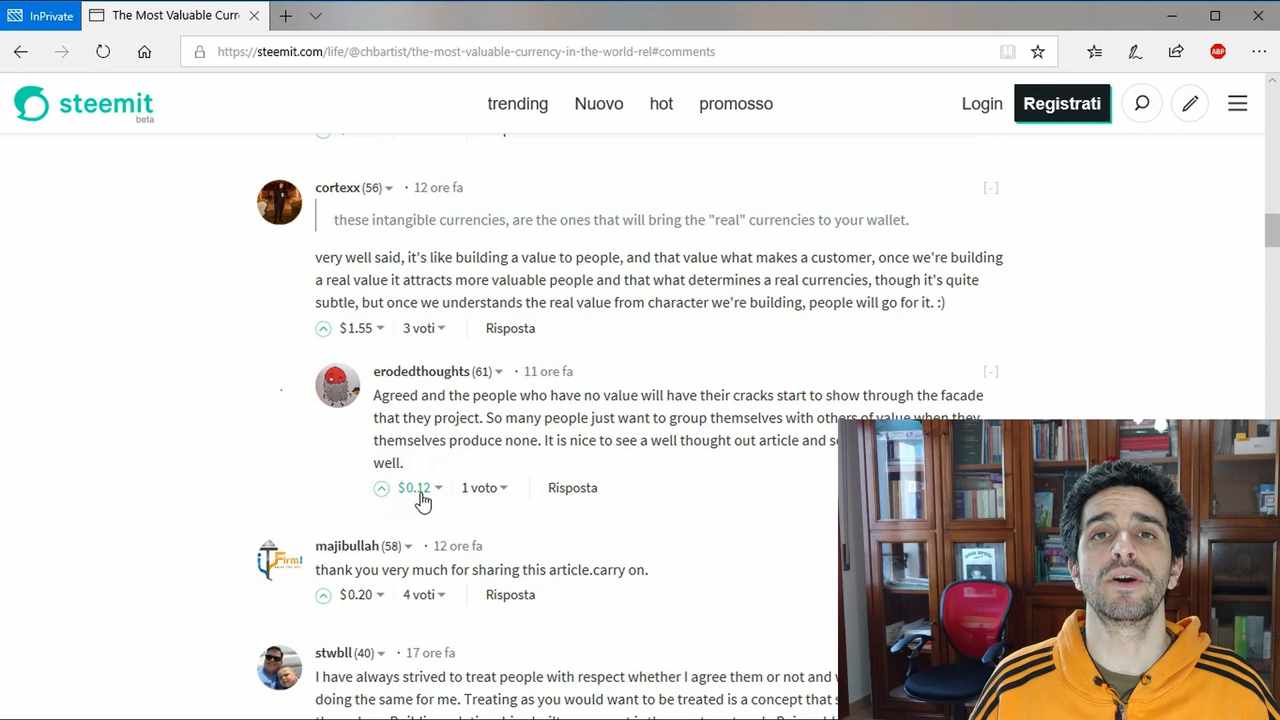 InPrivate
The Most Valuable Curr
https://steemit.com/life/@chbartist/the-most-valuable-currency-in-the-world-rel#comments
ABP
steemit
beta
trending Nuovo hot promosso
Login Registrati
cortexx (56) · 12 ore fa [-]
these intangible currencies, are the ones that will bring the "real" currencies to your wallet.
very well said, it's like building a value to people, and that value what makes a customer, once we're building
a real value it attracts more valuable people and that what determines a real currencies, though it's quite
subtle, but once we understands the real value from character we're building, people will go for it. :)
$1.55 3 voti Risposta
erodedthoughts (61) · 11 ore fa [-]
Agreed and the people who have no value will have their cracks start to show through the facade
that they project. So many people just want to group themselves with others of value when they
themselves produce none. It is nice to see a well thought out article and
well.
$0.12 1 voto Risposta
majibullah (58) · 12 ore fa
Firm!
thank you very much for sharing this article.carry on.
$0.20 4 voti Risposta
stwbll (40) · 17 ore fa
I have always strived to treat people with respect whether I agree them or not and
doing the same for me. Treating as you would want to be treated is a concept that